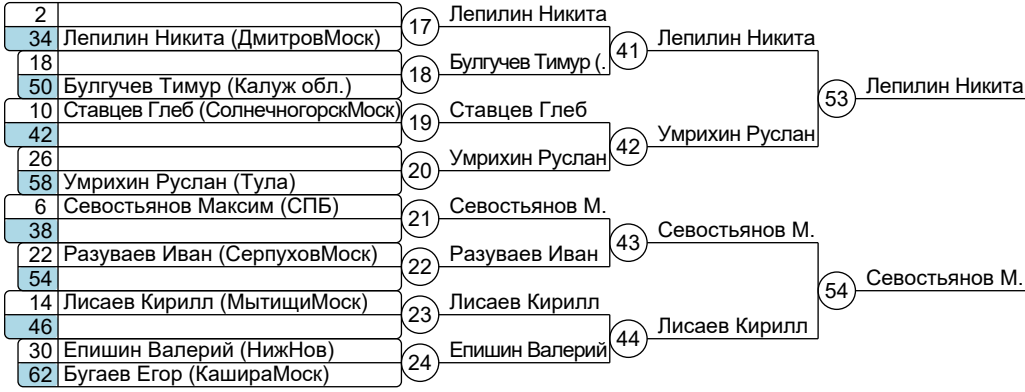 2
17
Лепилин Никита
34 Лепилин Никита (ДмитровМоск)
41
Лепилин Никита
18
18
Булгучев Тимур (.
50 Булгучев Тимур (Калуж обл.)
53
Лепилин Никита
10 Ставцев Глеб (СолнечногорскМоск)
19
Ставцев Глеб
42
42
Умрихин Руслан
26
20
Умрихин Руслан
58 Умрихин Руслан (Тула)
6 Севостьянов Максим (СПБ)
21
Севостьянов М.
38
43
Севостьянов М.
22 Разуваев Иван (СерпуховМоск)
22
Разуваев Иван
54
54
Севостьянов М.
14 Лисаев Кирилл (МытищиМоск)
23
Лисаев Кирилл
46
44
Лисаев Кирилл
30 Епишин Валерий (НижНов)
24
Епишин Валерий
62 Бугаев Егор (КашираМоск)